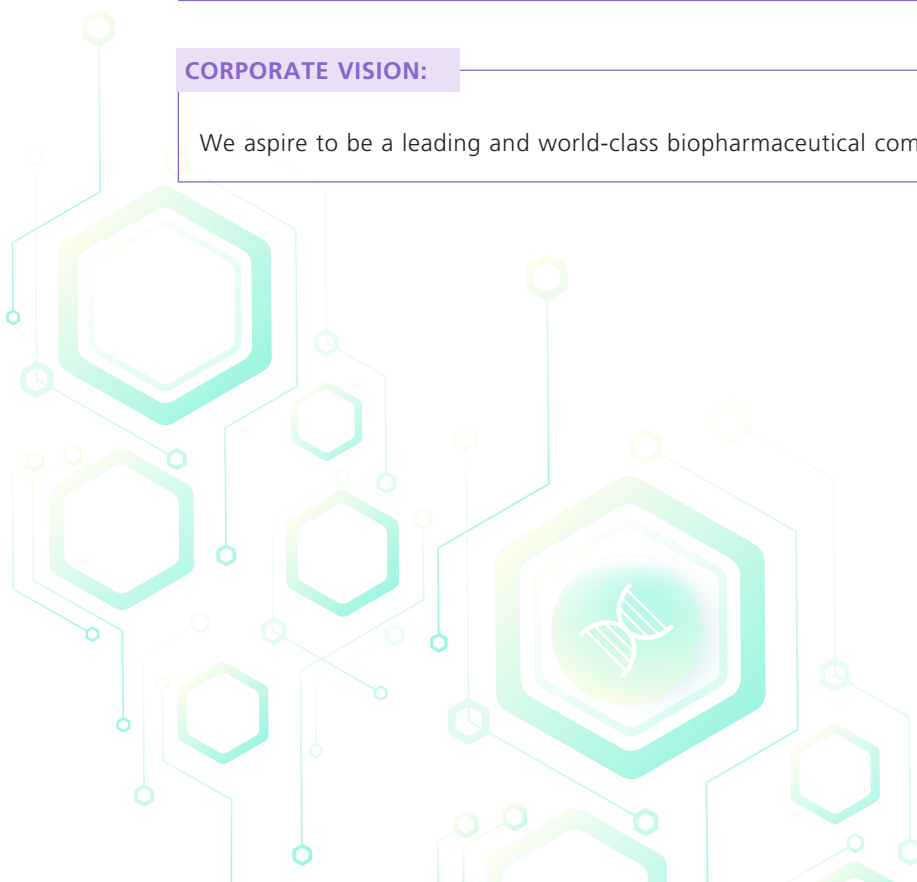 CORPORATE VISION:
We aspire to be a leading and world-class biopharmaceutical com